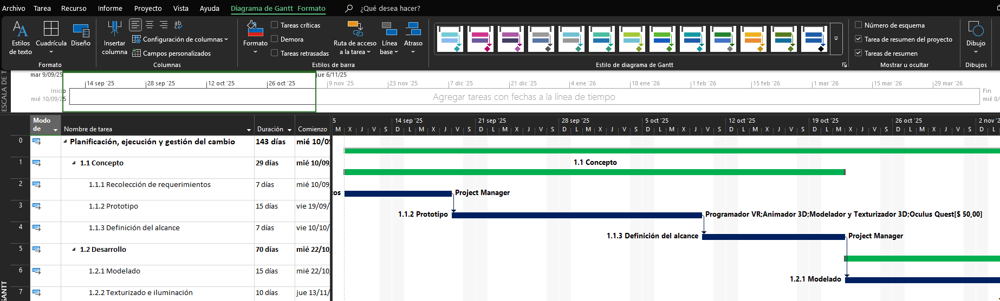 Archivo Tarea Recurso Informe Proyecto Vista Ayuda Diagrama de Gantt Formato ¿Qué desea hacer?
Estilos de texto
Cuadrícula
Diseño
Formato
Insertar columna
ab
Configuración de columnas
Campos personalizados
Columnas
Formato
Tareas críticas
Demora
Tareas retrasadas
Ruta de acceso a la tarea
Línea base
Atraso
Estilos de barra
Estilo de diagrama de Gantt
Número de esquema
Tarea de resumen del proyecto
Tareas de resumen
Mostrar u ocultar
Dibujo
Dibujos
ESCALA DE T
mar 9/09/25
jue 6/11/25
14 sep '25 28 sep '25 12 oct '25 26 oct '25 9 nov '25 23 nov '25 7 dic '25 21 dic '25 4 ene '26 18 ene '26 1 feb '26 15 feb '26 1 mar '26 15 mar '26 29 mar '26
Inicio
mié 10/09/25
Agregar tareas con fechas a la línea de tiempo
Fin
mié 8/
Modo de
Nombre de tarea
Duración
Comienzo
5 14 sep '25 21 sep '25 28 sep '25 5 oct '25 12 oct '25 19 oct '25 26 oct '25 2 nov '25
M X J V S D L M X J V S D L M X J V S D L M X J V S D L M X J V S D L M X J V S D L M X J V S D L M X J V S D L
0 Planificación, ejecución y gestión del cambio 143 días mié 10/09
1 1.1 Concepto 29 días mié 10/09,
1.1 Concepto
2 1.1.1 Recolección de requerimientos 7 días mié 10/09,
tos Project Manager
3 1.1.2 Prototipo 15 días vie 19/09/
1.1.2 Prototipo Programador VR;Animador 3D;Modelador y Texturizador 3D;Oculus Quest[$ 50,00]
4 1.1.3 Definición del alcance 7 días vie 10/10/
1.1.3 Definición del alcance Project Manager
5 1.2 Desarrollo 70 días mié 22/10,
6 1.2.1 Modelado 15 días mié 22/10,
1.2.1 Modelado
7 1.2.2 Texturizado e iluminación 10 días jue 13/11/
GANTT